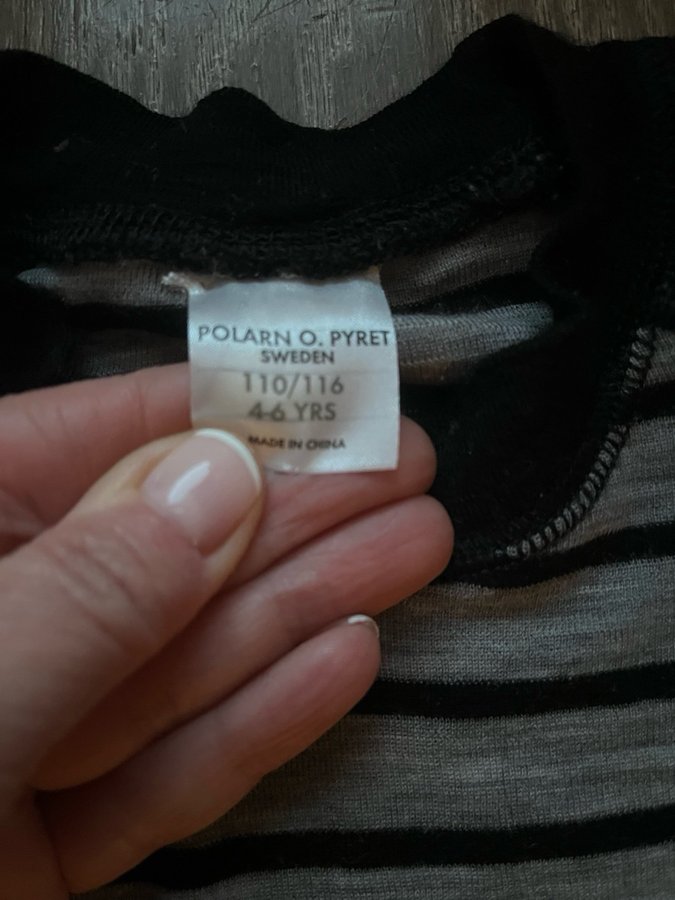 POLARN O. PYRET
SWEDEN
110/116
4-6 YRS
MADE IN CHINA